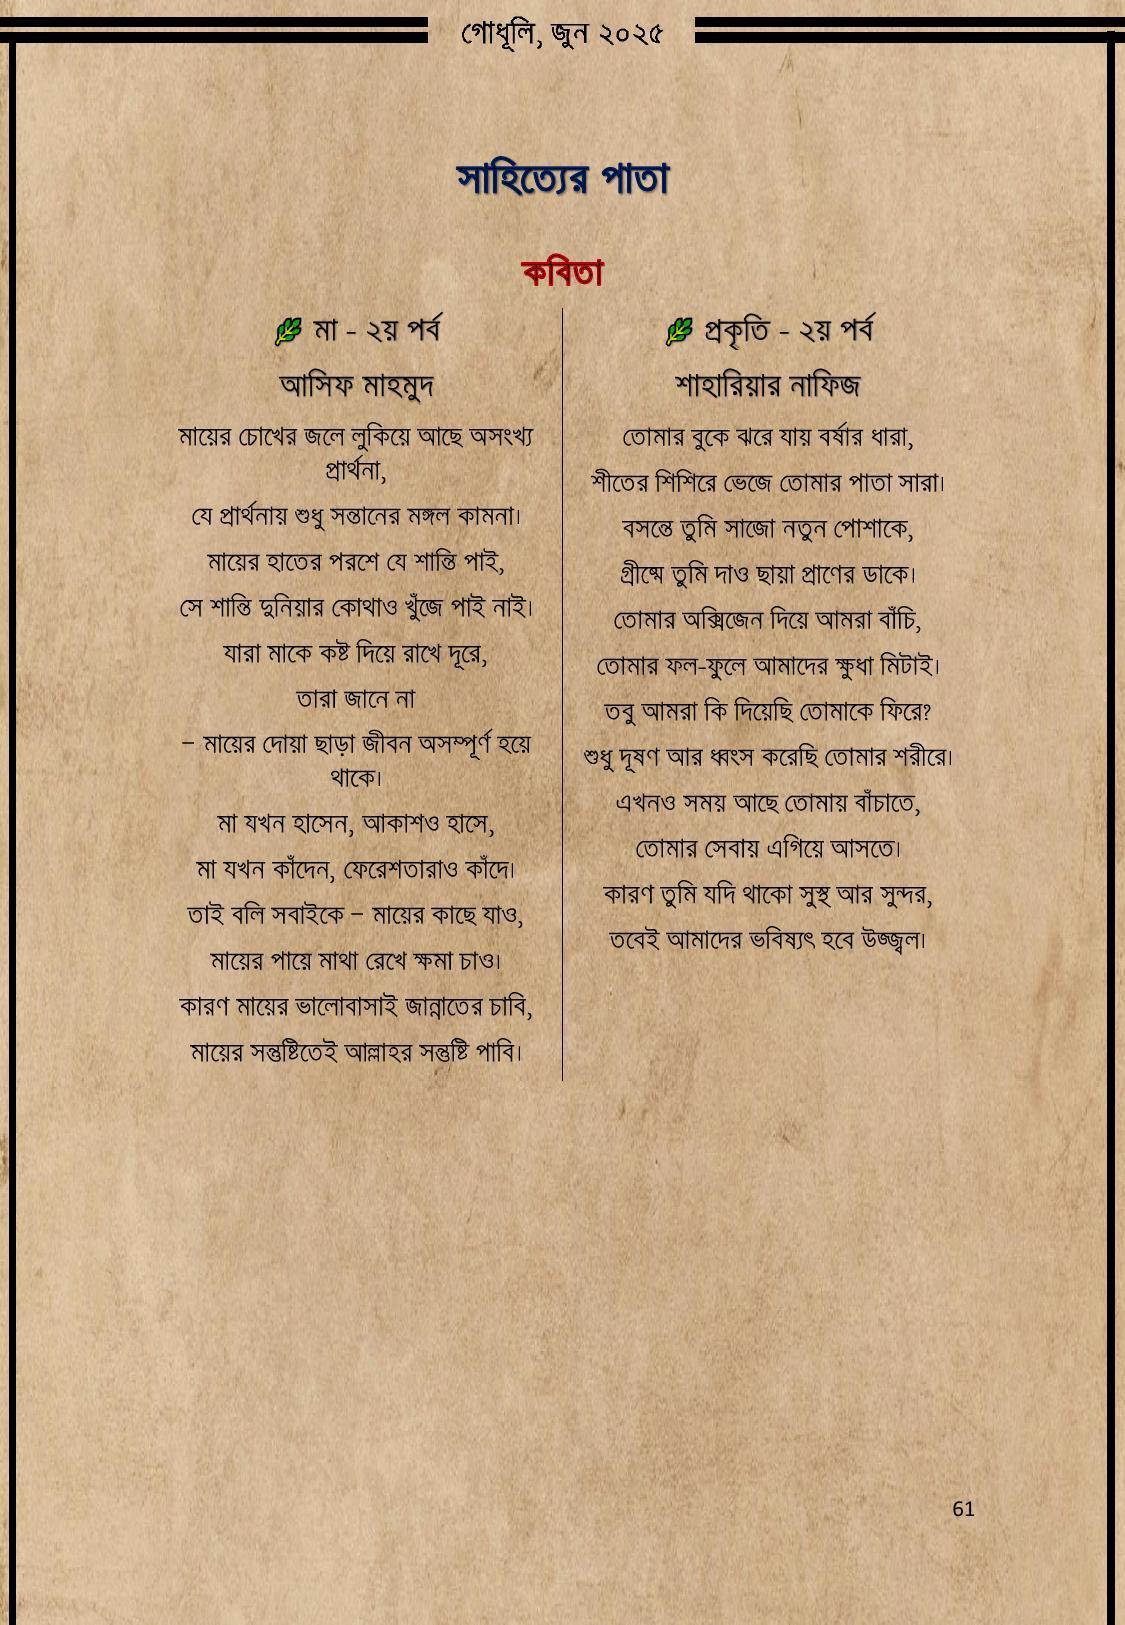 গোধূলি, জুন ২০২৫
সাহিত্যের পাতা
কবিতা
মা - ২য় পর্ব
আসিফ মাহমুদ
মায়ের চোখের জলে লুকিয়ে আছে অসংখ্য
প্রার্থনা,
যে প্রার্থনায় শুধু সন্তানের মঙ্গল কামনা।
মায়ের হাতের পরশে যে শান্তি পাই,
সে শান্তি দুনিয়ার কোথাও খুঁজে পাই নাই।
যারা মাকে কষ্ট দিয়ে রাখে দূরে,
তারা জানে না
– মায়ের দোয়া ছাড়া জীবন অসম্পূর্ণ হয়ে
থাকে।
মা যখন হাসেন, আকাশও হাসে,
মা যখন কাঁদেন, ফেরেশতারাও কাঁদে।
তাই বলি সবাইকে – মায়ের কাছে যাও,
মায়ের পায়ে মাথা রেখে ক্ষমা চাও।
কারণ মায়ের ভালোবাসাই জান্নাতের চাবি,
মায়ের সন্তুষ্টিতেই আল্লাহর সন্তুষ্টি পাবি।
প্রকৃতি - ২য় পর্ব
শাহারিয়ার নাফিজ
তোমার বুকে ঝরে যায় বর্ষার ধারা,
শীতের শিশিরে ভেজে তোমার পাতা সারা।
বসন্তে তুমি সাজো নতুন পোশাকে,
গ্রীষ্মে তুমি দাও ছায়া প্রাণের ডাকে।
তোমার অক্সিজেন দিয়ে আমরা বাঁচি,
তোমার ফল-ফুলে আমাদের ক্ষুধা মিটাই।
তবু আমরা কি দিয়েছি তোমাকে ফিরে?
শুধু দূষণ আর ধ্বংস করেছি তোমার শরীরে।
এখনও সময় আছে তোমায় বাঁচাতে,
তোমার সেবায় এগিয়ে আসতে।
কারণ তুমি যদি থাকো সুস্থ আর সুন্দর,
তবেই আমাদের ভবিষ্যৎ হবে উজ্জ্বল।
61